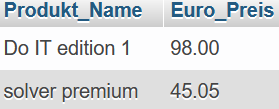 Produkt_Name Euro_Preis
Do IT edition 1 98.00
solver premium 45.05